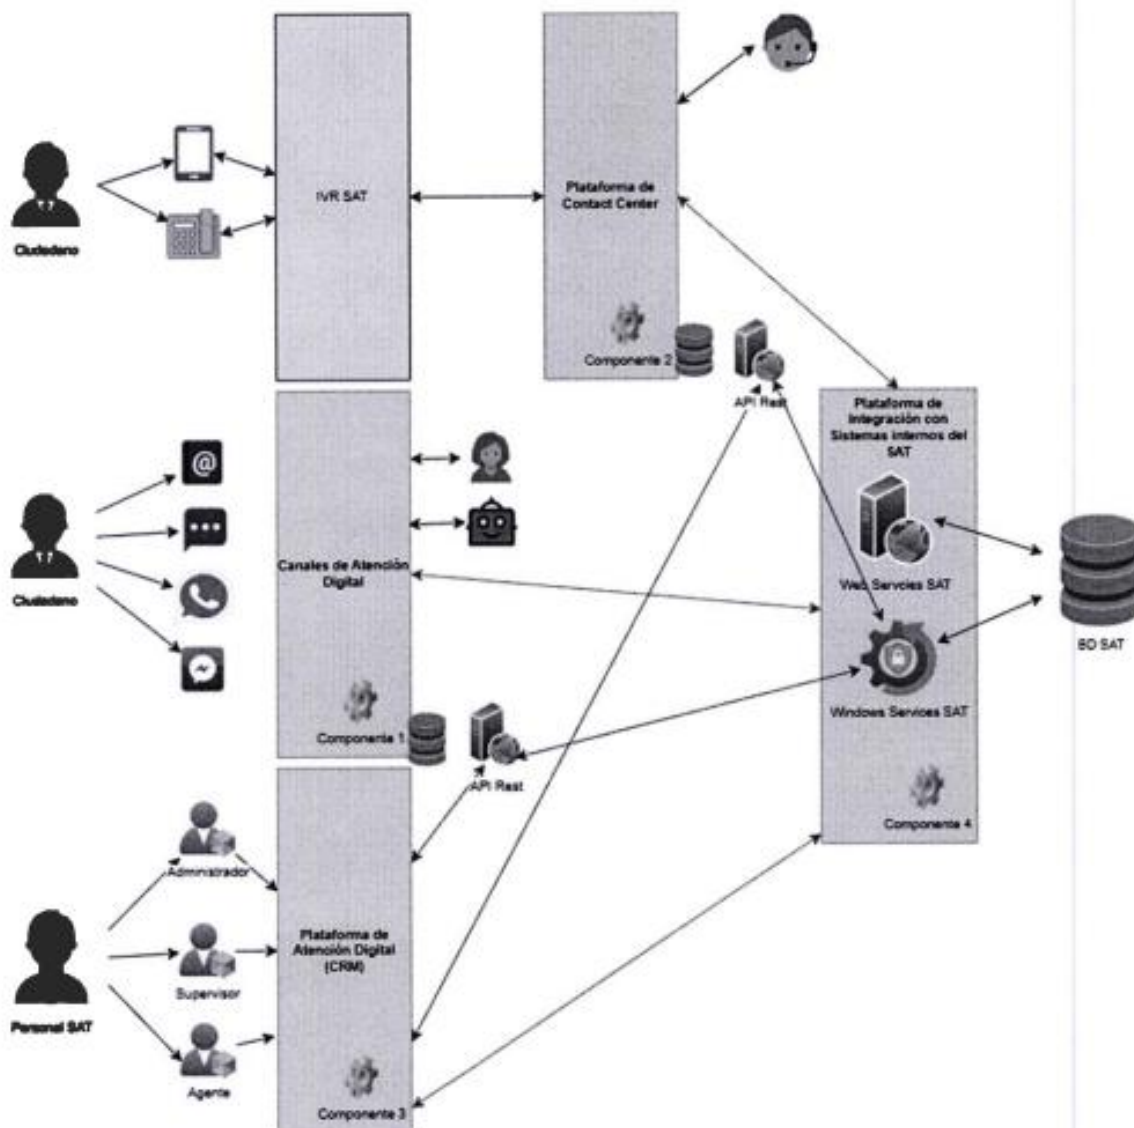 IVR SAT
Ciudadano
Plataforma de
Contact Center
Componente 2
API Rest
Plataforma de
Integración con
Sistemas internos del
SAT
Web Servcies SAT
Windows Services SAT
Componente 4
BD SAT
@
Ciudadano
Canales de Atención
Digital
Componente 1
API Rest
Administrador
Supervisor
Agente
Personal SAT
Plataforma de
Atención Digital
(CRM)
Componente 3